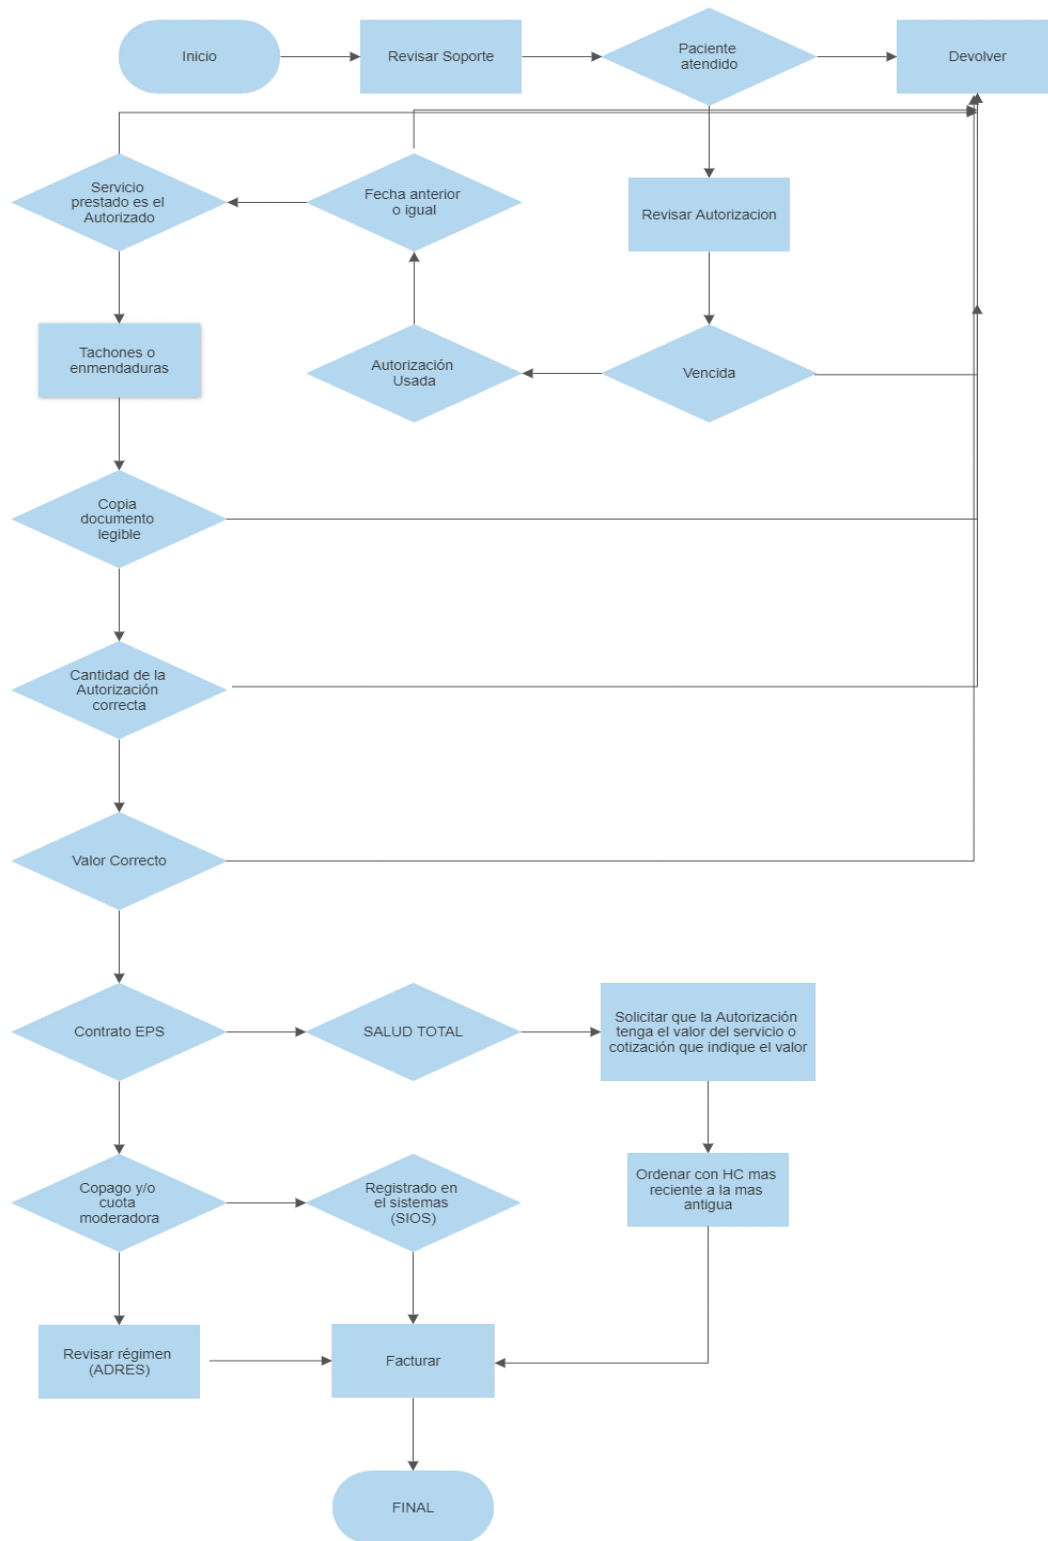 Inicio
Revisar Soporte
Paciente
atendido
Devolver
Servicio
prestado es el
Autorizado
Fecha anterior
o igual
Revisar Autorizacion
Tachones o
enmendaduras
Autorización
Usada
Vencida
Copia
documento
legible
Cantidad de la
Autorización
correcta
Valor Correcto
Contrato EPS
SALUD TOTAL
Solicitar que la Autorización
tenga el valor del servicio o
cotización que indique el valor
Copago y/o
cuota
moderadora
Registrado en
el sistemas
(SIOS)
Ordenar con HC mas
reciente a la mas
antigua
Revisar régimen
(ADRES)
Facturar
FINAL